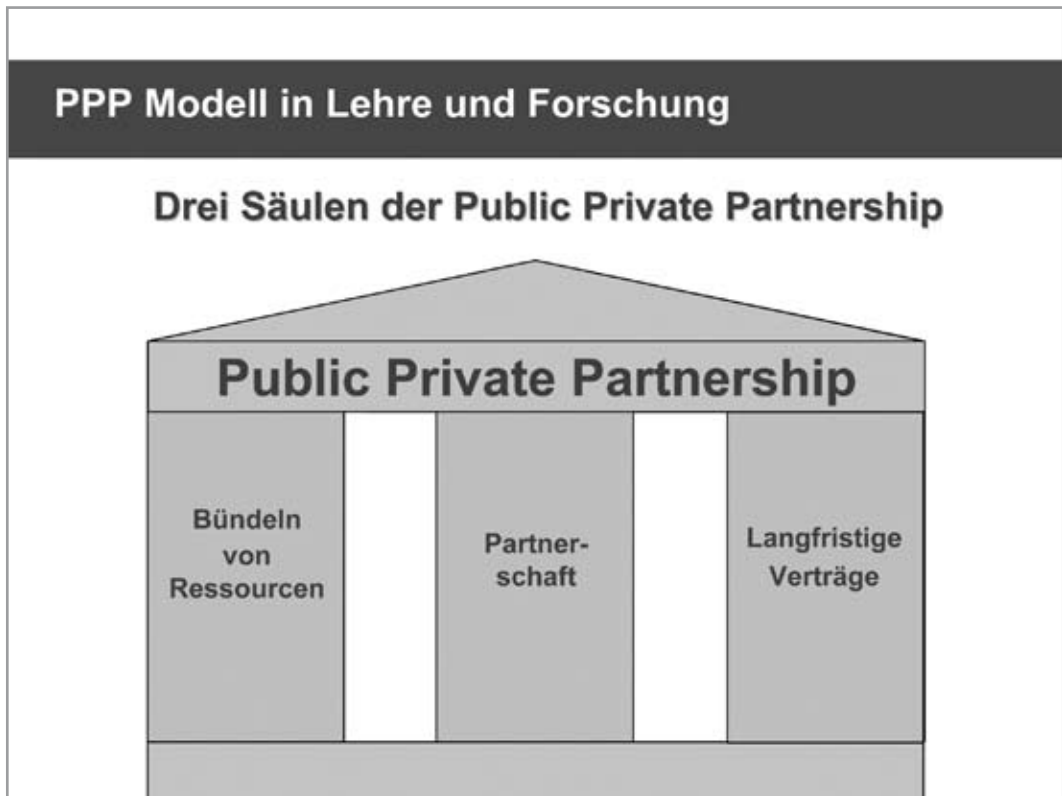 PPP Modell in Lehre und Forschung
Drei Säulen der Public Private Partnership
Public Private Partnership
Bündeln
von
Ressourcen
Partner-
schaft
Langfristige
Verträge